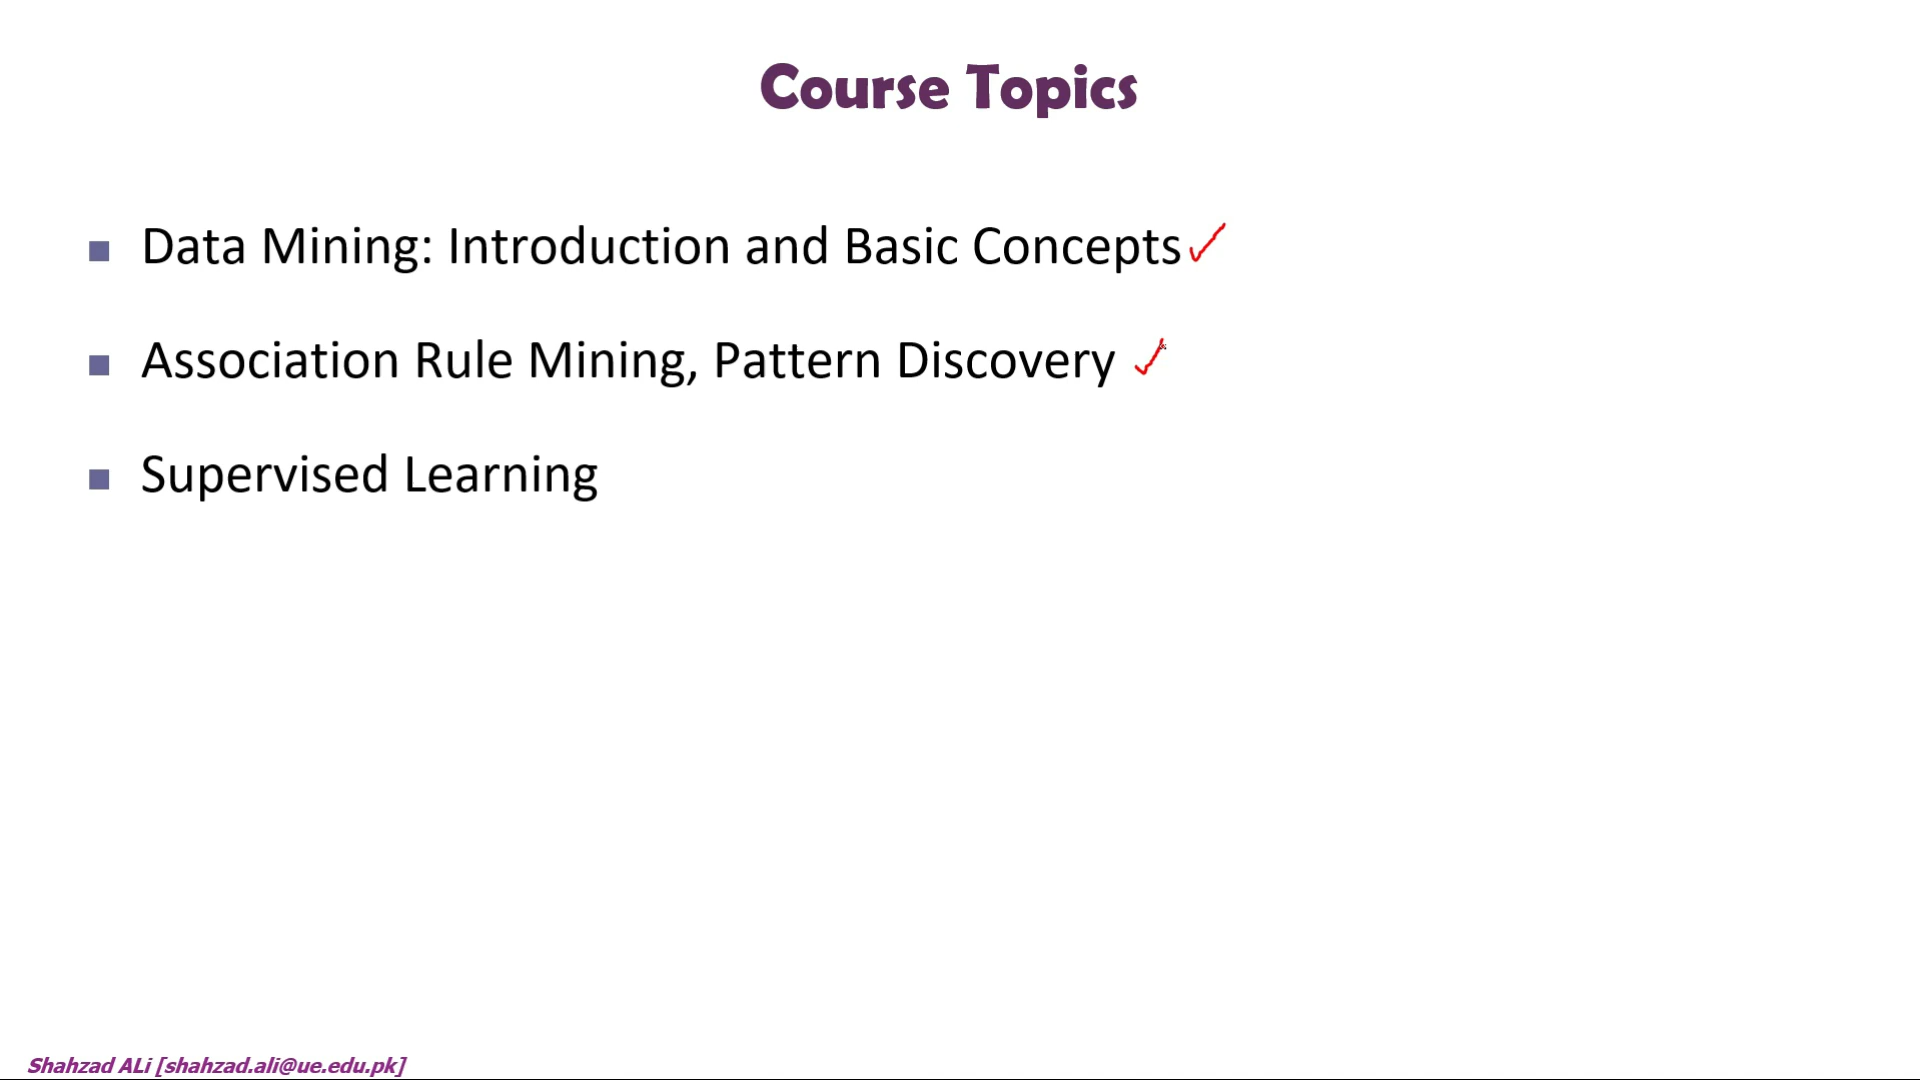 Course Topics
Data Mining: Introduction and Basic Concepts
Association Rule Mining, Pattern Discovery
Supervised Learning
Shahzad ALi [shahzad.ali@ue.edu.pk]